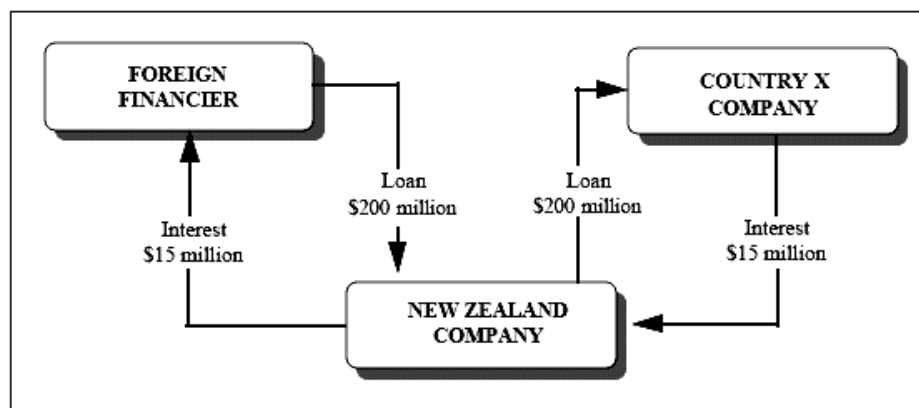 FOREIGN
FINANCIER
COUNTRY X
COMPANY
Loan
$200 million
Loan
$200 million
Interest
$15 million
Interest
$15 million
NEW ZEALAND
COMPANY